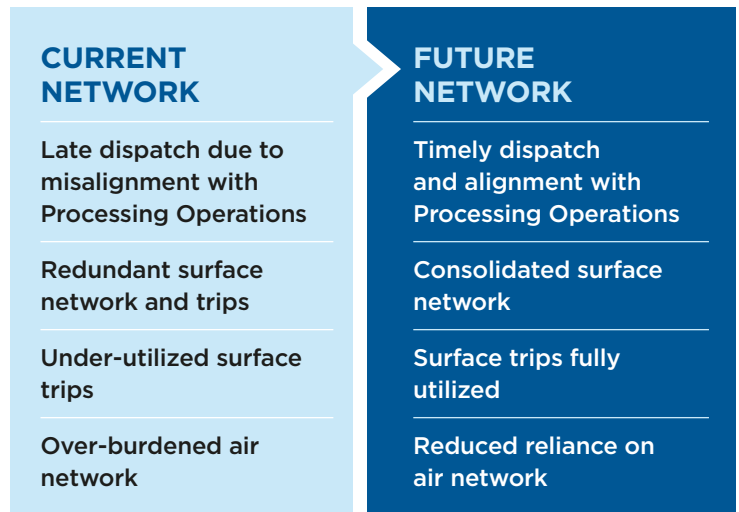 CURRENT
NETWORK
Late dispatch due to
misalignment with
Processing Operations
Redundant surface
network and trips
Under-utilized surface
trips
Over-burdened air
network
FUTURE
NETWORK
Timely dispatch
and alignment with
Processing Operations
Consolidated surface
network
Surface trips fully
utilized
Reduced reliance on
air network